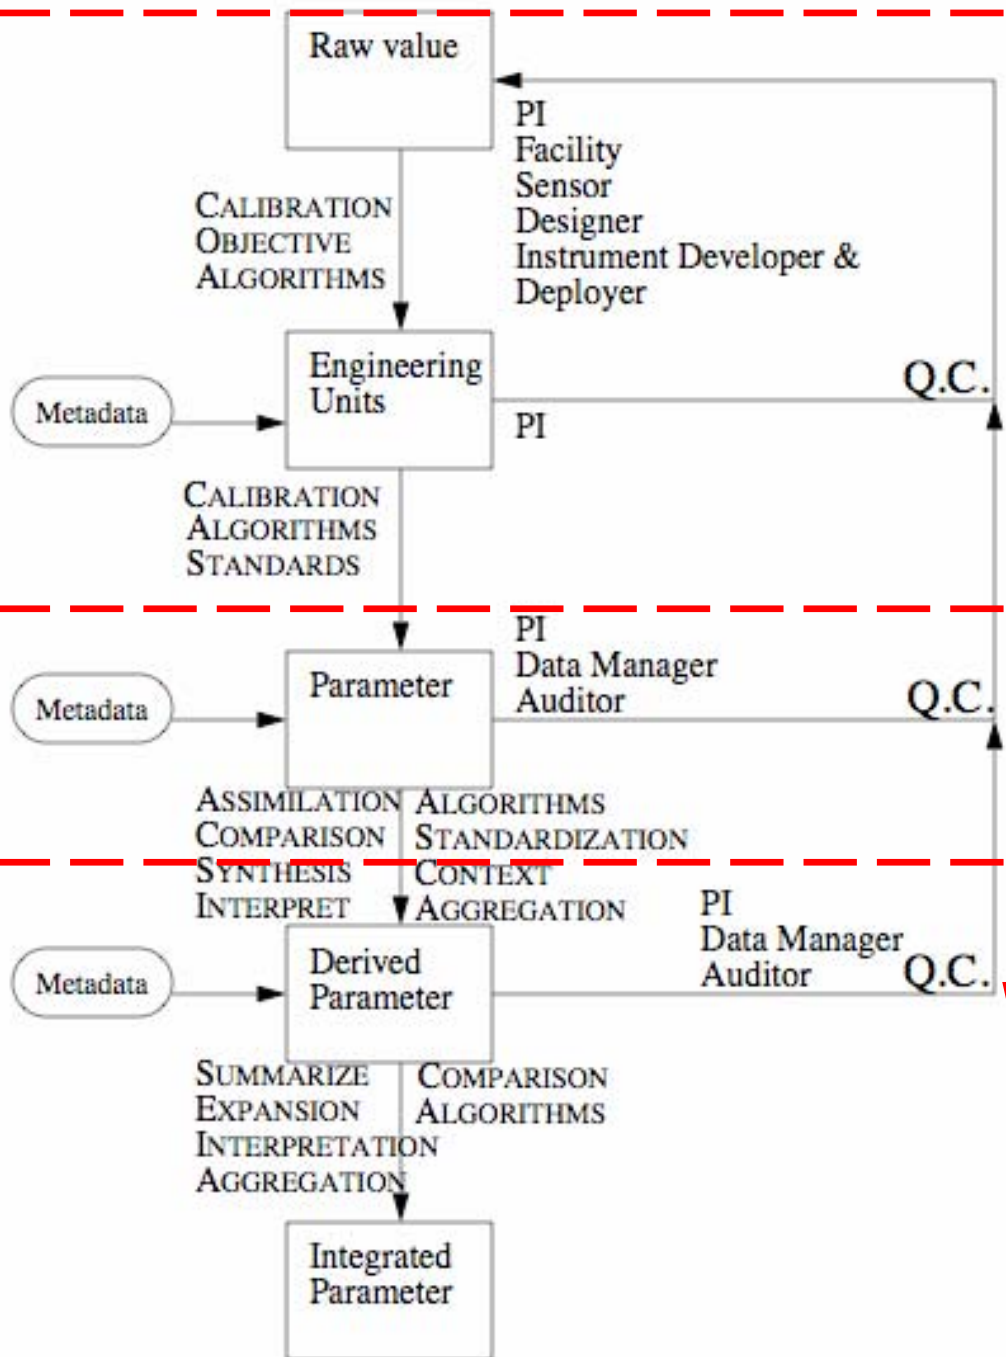 Raw value
PI
Facility
Sensor
Designer
Instrument Developer &
Deployer
CALIBRATION
OBJECTIVE
ALGORITHMS
Engineering
Units
Metadata
Q.C.
PI
CALIBRATION
ALGORITHMS
STANDARDS
PI
Data Manager
Auditor
Parameter
Metadata
Q.C.
ASSIMILATION
COMPARISON
SYNTHESIS
INTERPRET
ALGORITHMS
STANDARDIZATION
CONTEXT
AGGREGATION
PI
Data Manager
Auditor
Q.C.
Derived
Parameter
Metadata
SUMMARIZE
EXPANSION
INTERPRETATION
AGGREGATION
COMPARISON
ALGORITHMS
Integrated
Parameter